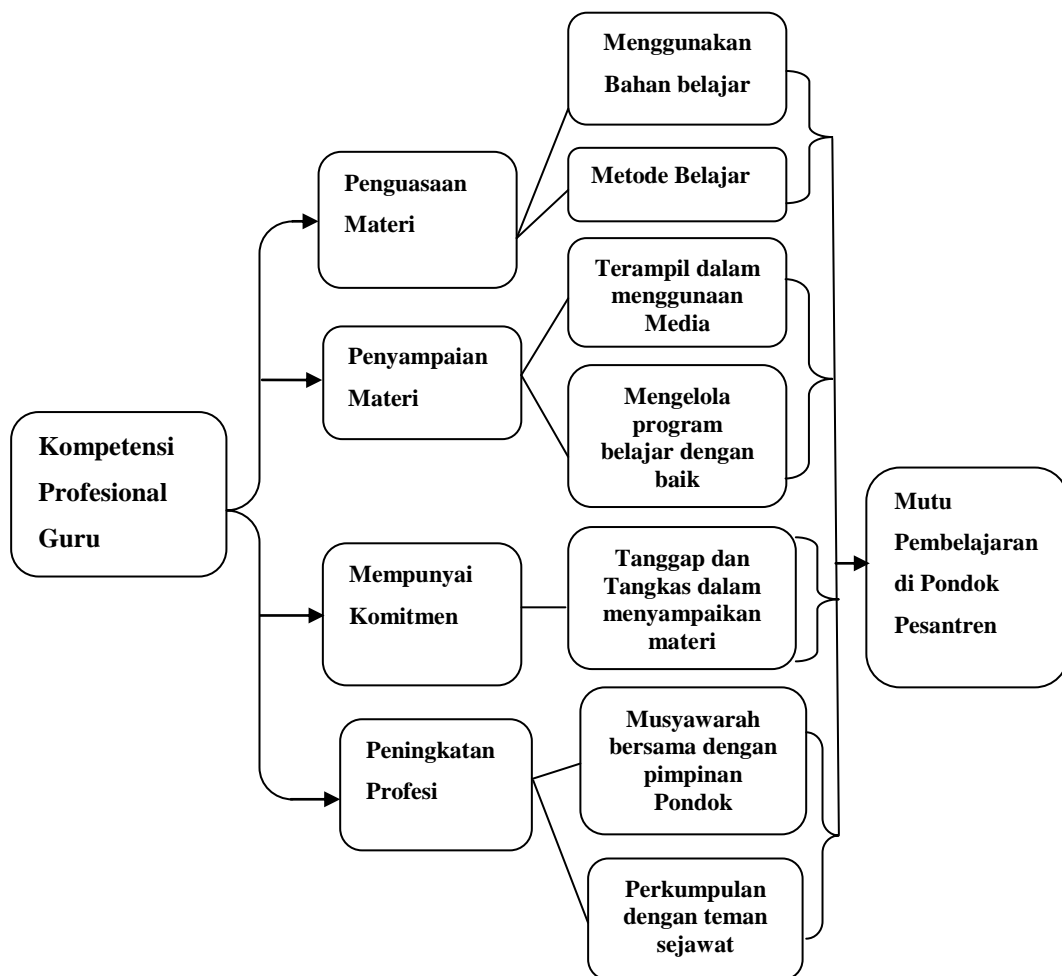 Kompetensi
Profesional
Guru
Penguasaan
Materi
Menggunakan
Bahan belajar
Metode Belajar
Penyampaian
Materi
Terampil dalam
menggunaan
Media
Mengelola
program
belajar dengan
baik
Mempunyai
Komitmen
Tanggap dan
Tangkas dalam
menyampaikan
materi
Peningkatan
Profesi
Musyawarah
bersama dengan
pimpinan
Pondok
Perkumpulan
dengan teman
sejawat
Mutu
Pembelajaran
di Pondok
Pesantren